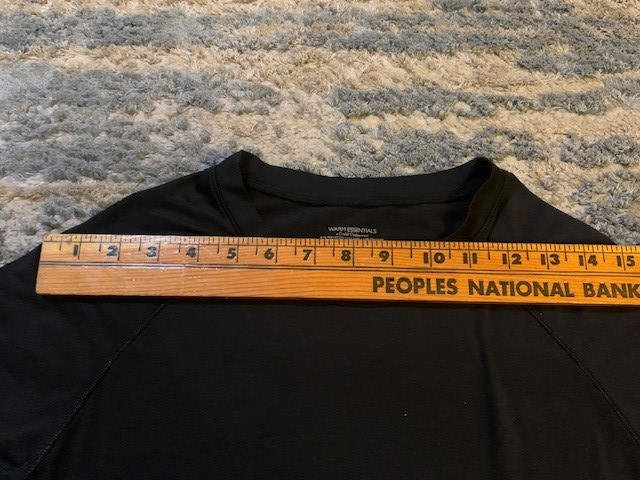 WARM ESSENTIALS
1 2 3 4 5 6 7 8 9 10 11 12 13 14 15
PEOPLES NATIONAL BANK